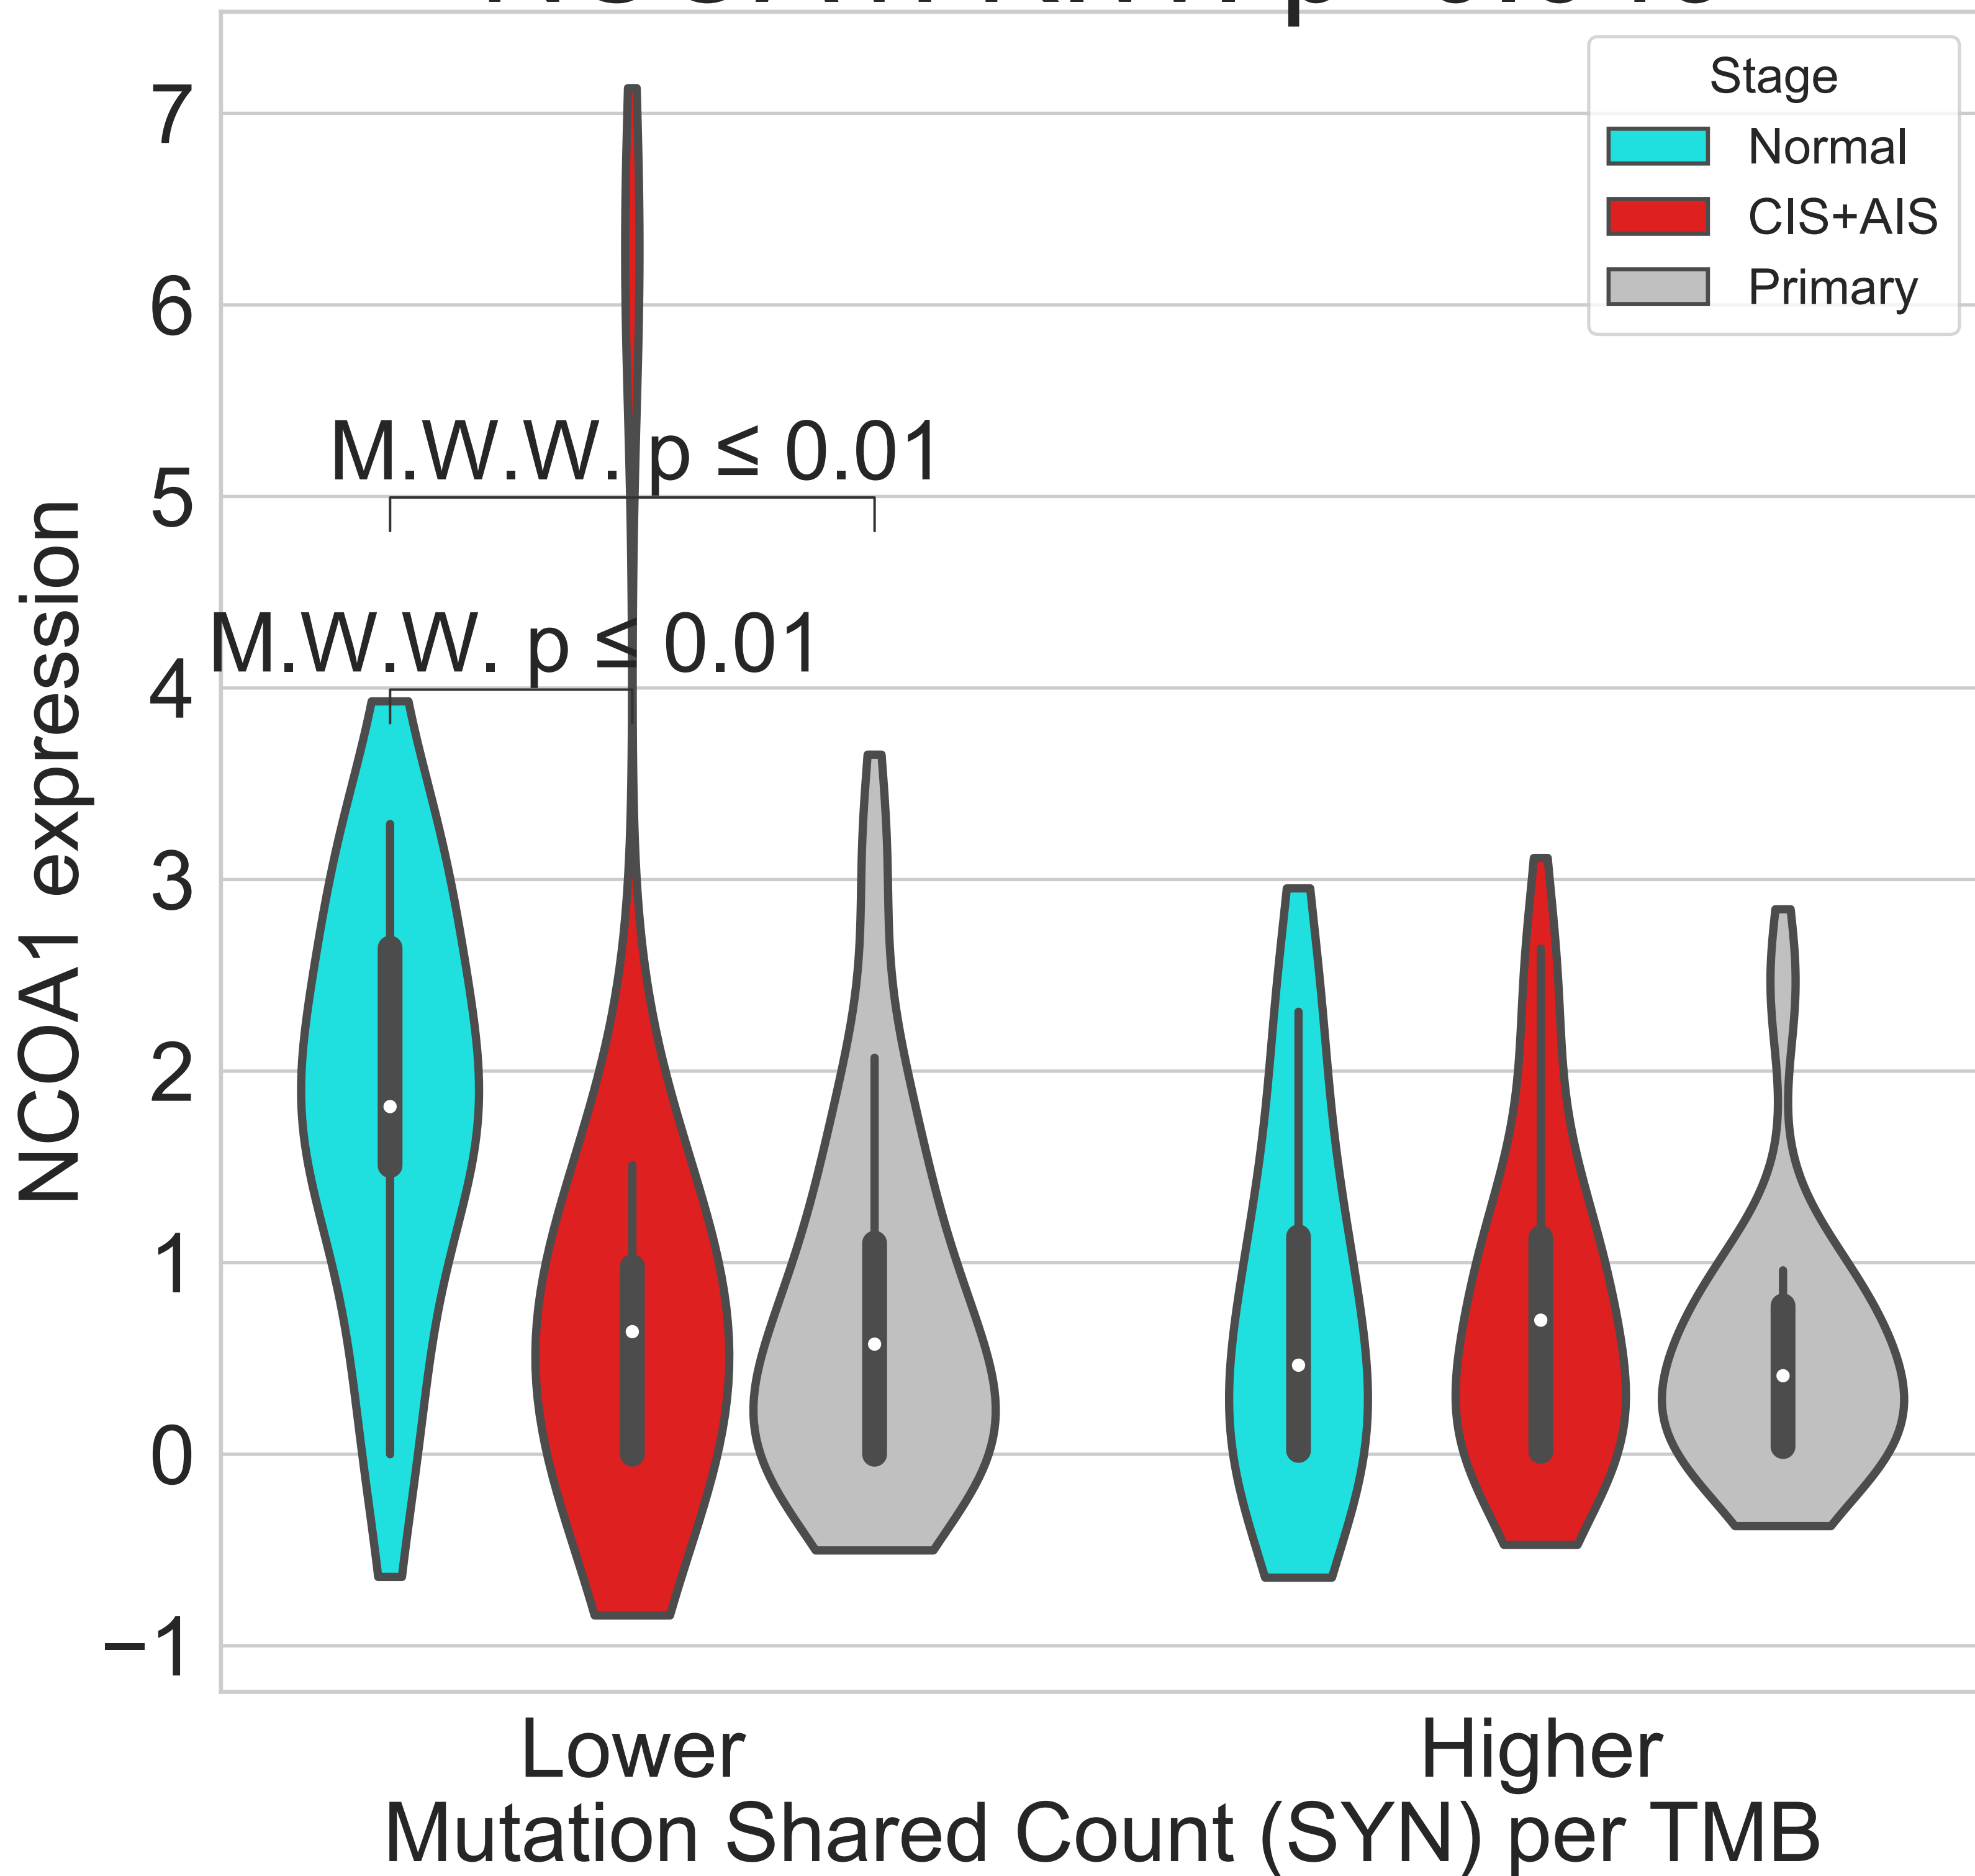 Stage
Normal
CIS+AIS
Primary
7
6
5
4
3
2
1
0
−1
NCOA1 expression
M.W.W. p ≤ 0.01
M.W.W. p ≤ 0.01
Lower
Higher
Mutation Shared Count (SYN) per TMB